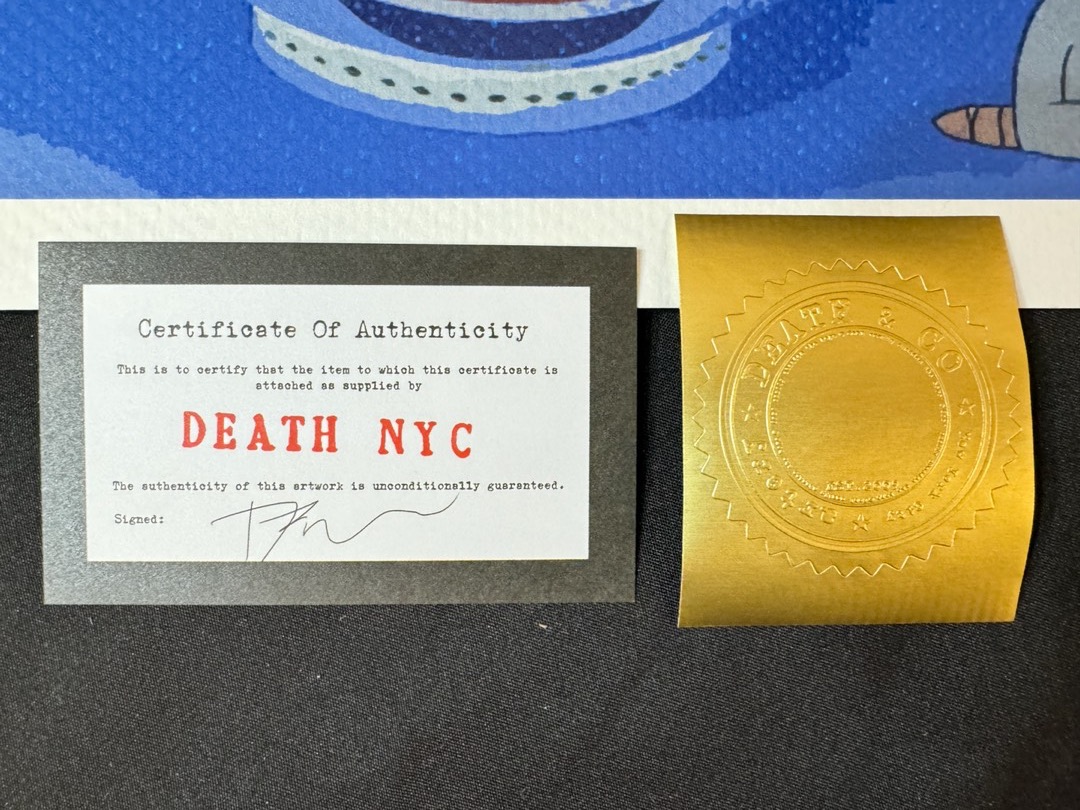 Certificate Of Authenticity
This is to certify that the item to which this certificate is
attached as supplied by
DEATH NYC
The authenticity of this artwork is unconditionally guaranteed.
Signed:
DEATH & CO